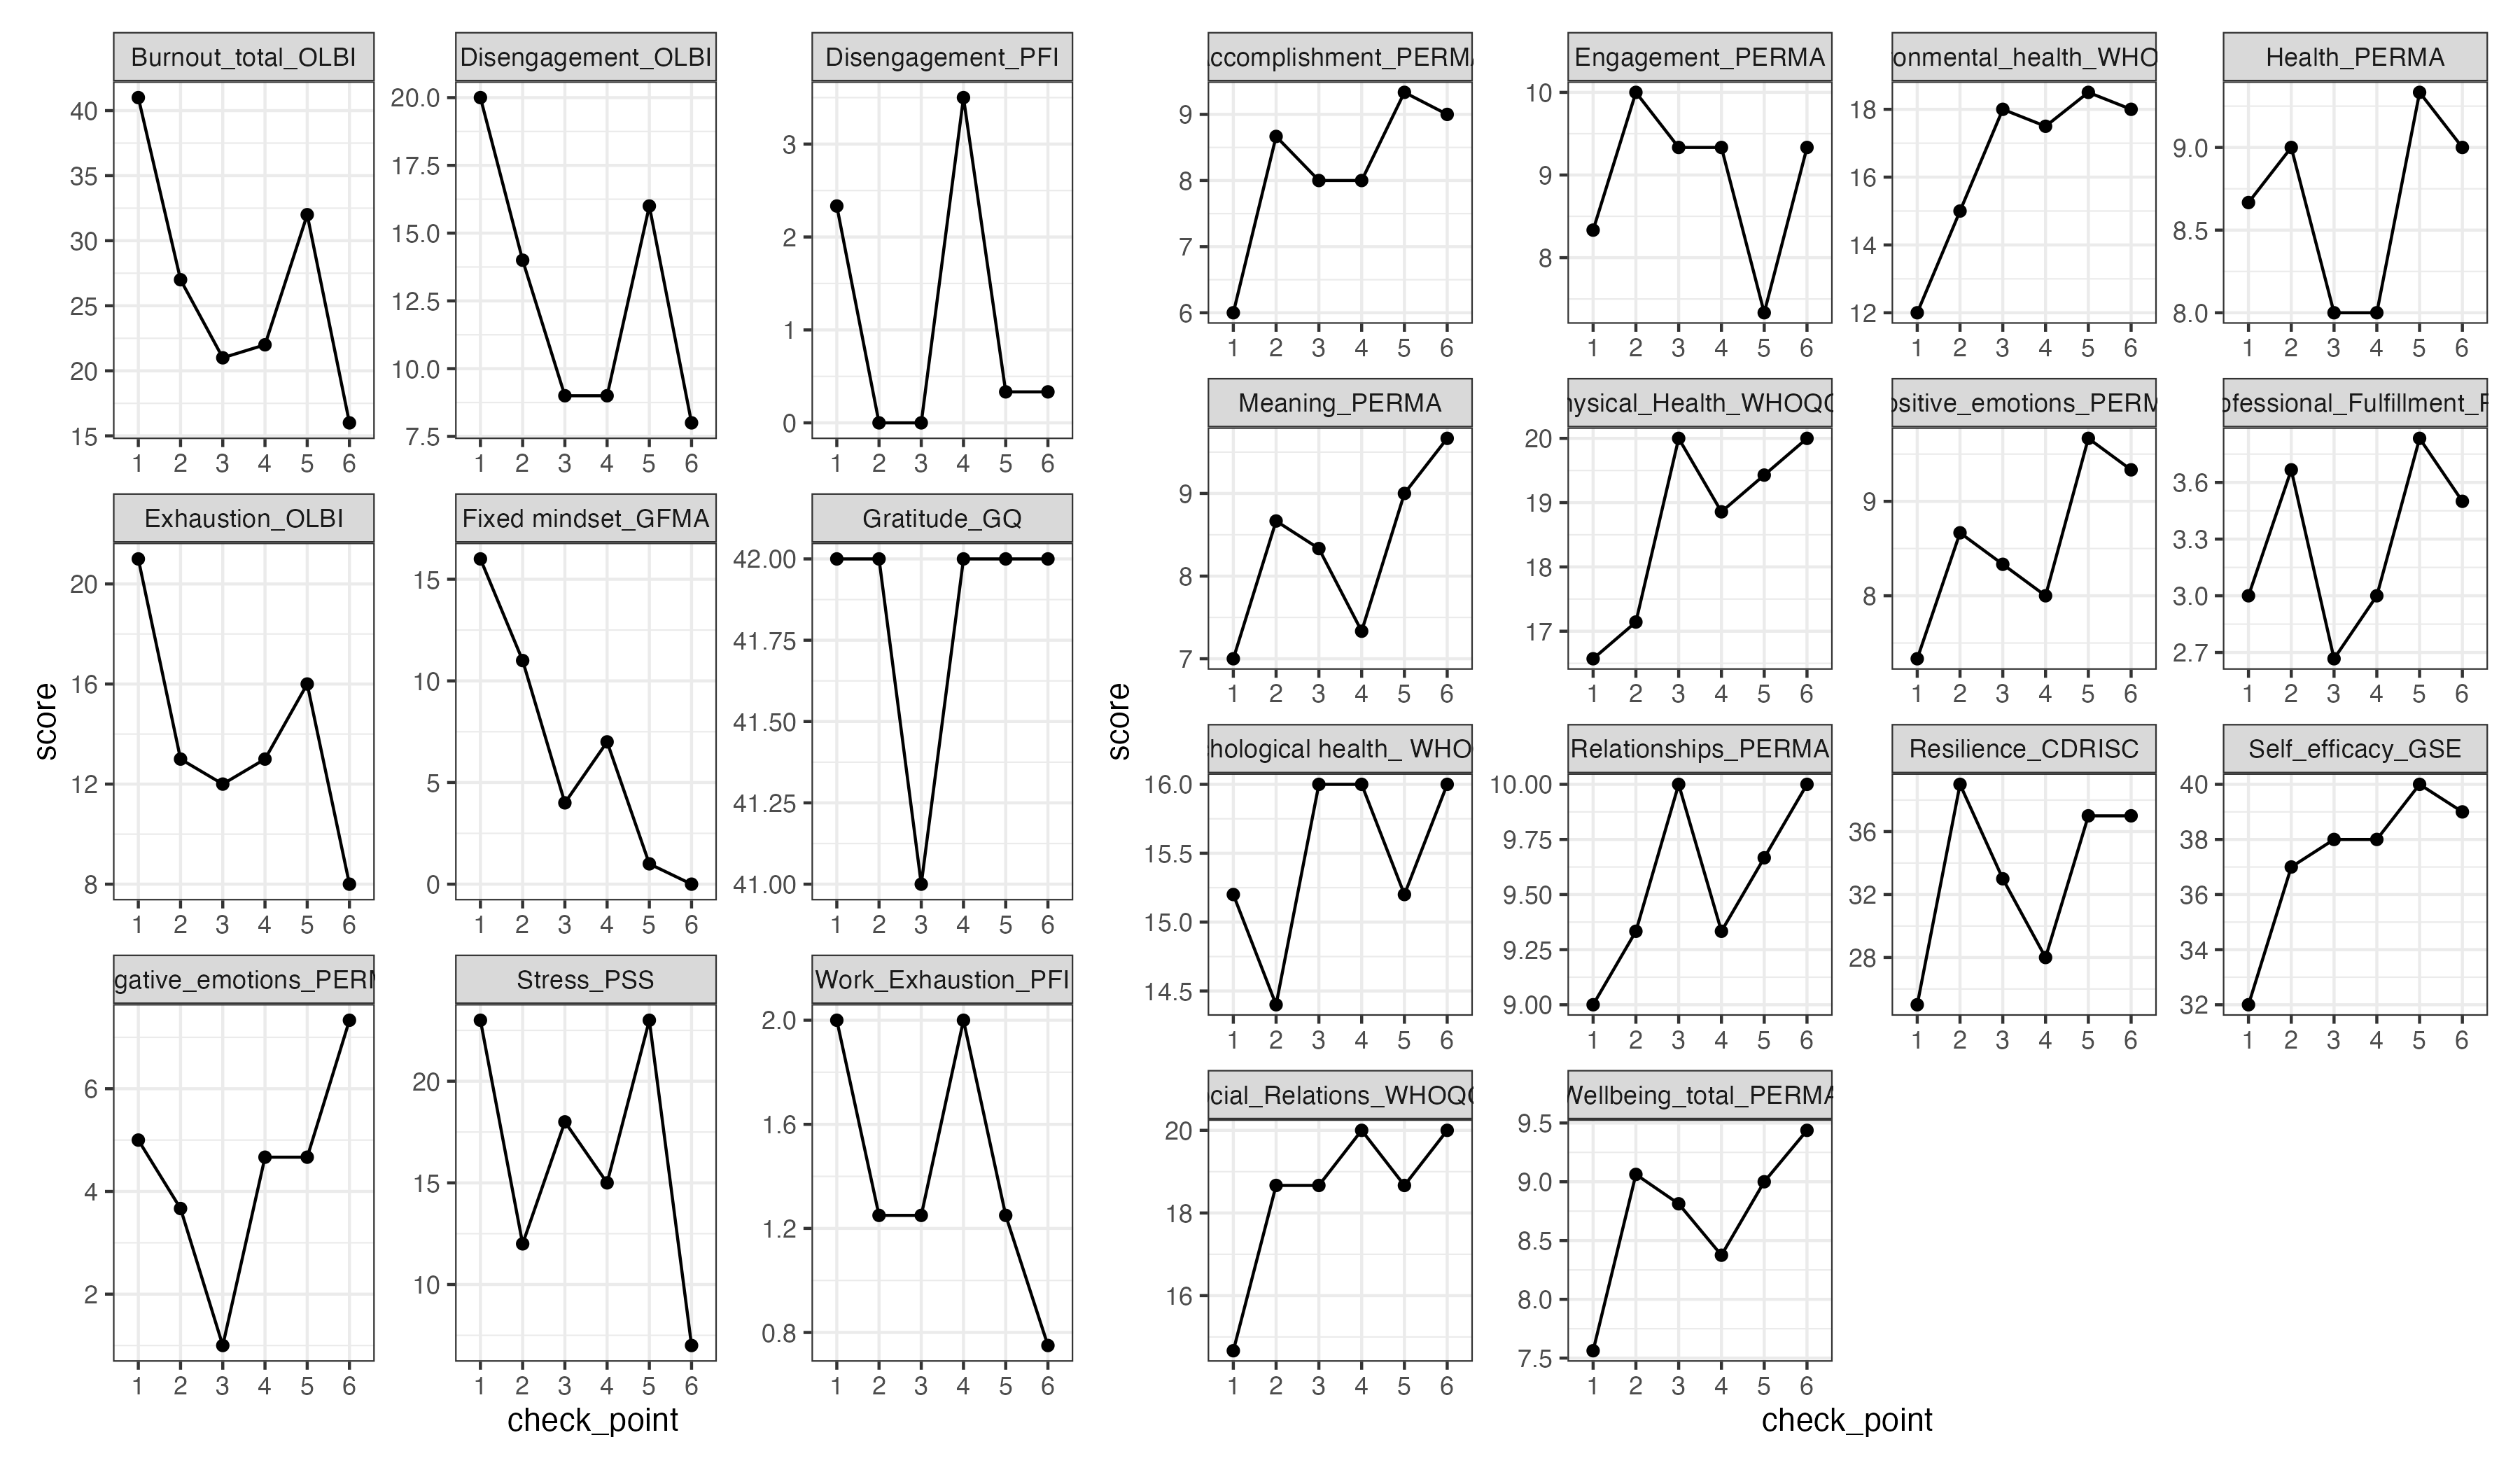 Burnout_total_OLBI
40
35
30
25
20
15
1 2 3 4 5 6
Disengagement_OLBI
20.0
17.5
15.0
12.5
10.0
7.5
1 2 3 4 5 6
Disengagement_PFI
3
2
1
0
1 2 3 4 5 6
Exhaustion_OLBI
20
16
12
8
1 2 3 4 5 6
Fixed mindset_GFMA
15
10
5
0
1 2 3 4 5 6
Gratitude_GQ
42.00
41.75
41.50
41.25
41.00
1 2 3 4 5 6
gative_emotions_PERM
6
4
2
1 2 3 4 5 6
Stress_PSS
20
15
10
1 2 3 4 5 6
Work_Exhaustion_PFI
2.0
1.6
1.2
0.8
1 2 3 4 5 6
score
check_point
ccomplishment_PERM
9
8
7
6
1 2 3 4 5 6
Engagement_PERMA
10
9
8
1 2 3 4 5 6
onmental_health_WHO
18
16
14
12
1 2 3 4 5 6
Health_PERMA
9.0
8.5
8.0
1 2 3 4 5 6
Meaning_PERMA
9
8
7
1 2 3 4 5 6
hysical_Health_WHOQ
20
19
18
17
1 2 3 4 5 6
ositive_emotions_PERM
9
8
1 2 3 4 5 6
ofessional_Fulfillment_F
3.6
3.3
3.0
2.7
1 2 3 4 5 6
hological health_ WHO
16.0
15.5
15.0
14.5
1 2 3 4 5 6
Relationships_PERMA
10.00
9.75
9.50
9.25
9.00
1 2 3 4 5 6
Resilience_CDRISC
36
32
28
1 2 3 4 5 6
Self_efficacy_GSE
40
38
36
34
32
1 2 3 4 5 6
ocial_Relations_WHOQ
20
18
16
1 2 3 4 5 6
Wellbeing_total_PERMA
9.5
9.0
8.5
8.0
7.5
1 2 3 4 5 6
score
check_point